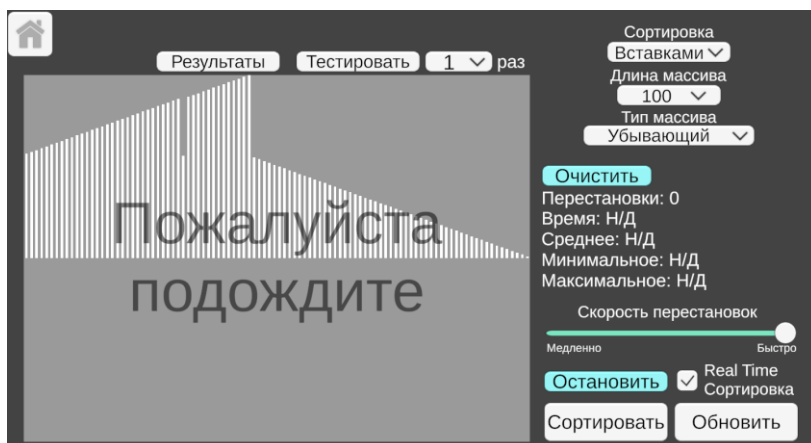 Результаты
Тестировать
1
раз
Пожалуйста
подождите
Сортировка
Вставками
Длина массива
100
Тип массива
Убывающий
Очистить
Перестановки: 0
Время: Н/Д
Среднее: Н/Д
Минимальное: Н/Д
Максимальное: Н/Д
Скорость перестановок
Медленно
Быстро
Остановить
Real Time
Сортировка
Сортировать
Обновить